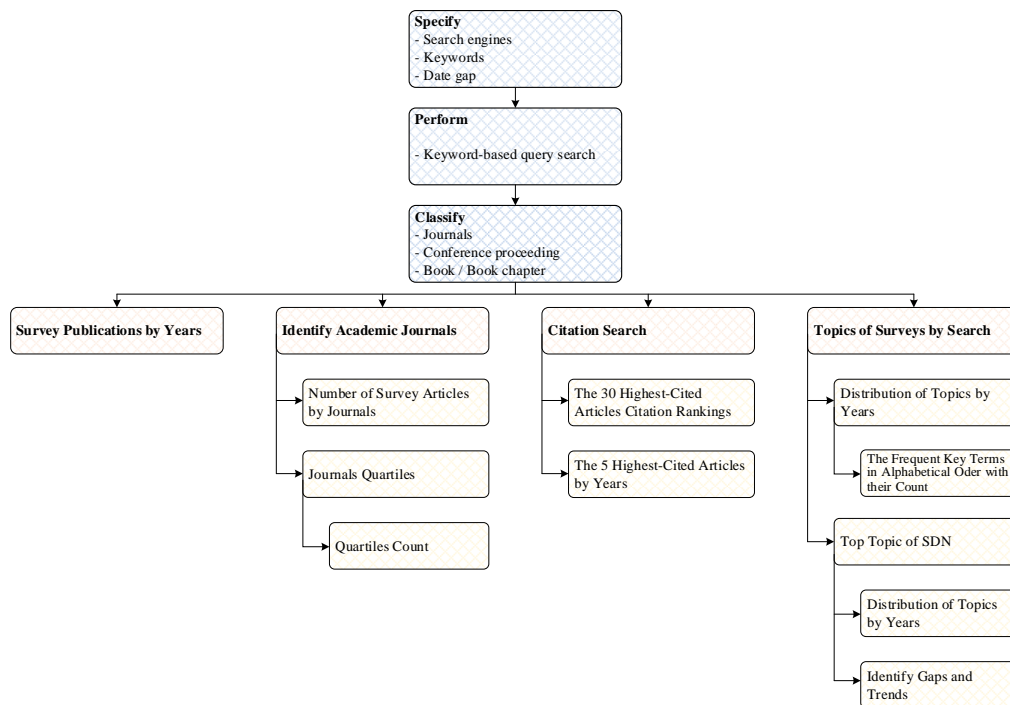 Specify
- Search engines
- Keywords
- Date gap
Perform
- Keyword-based query search
Classify
- Journals
- Conference proceeding
- Book / Book chapter
Survey Publications by Years
Identify Academic Journals
Number of Survey Articles
by Journals
Journals Quartiles
Quartiles Count
Citation Search
The 30 Highest-Cited
Articles Citation Rankings
The 5 Highest-Cited Articles
by Years
Topics of Surveys by Search
Distribution of Topics by
Years
The Frequent Key Terms
in Alphabetical Oder with
their Count
Top Topic of SDN
Distribution of Topics
by Years
Identify Gaps and
Trends